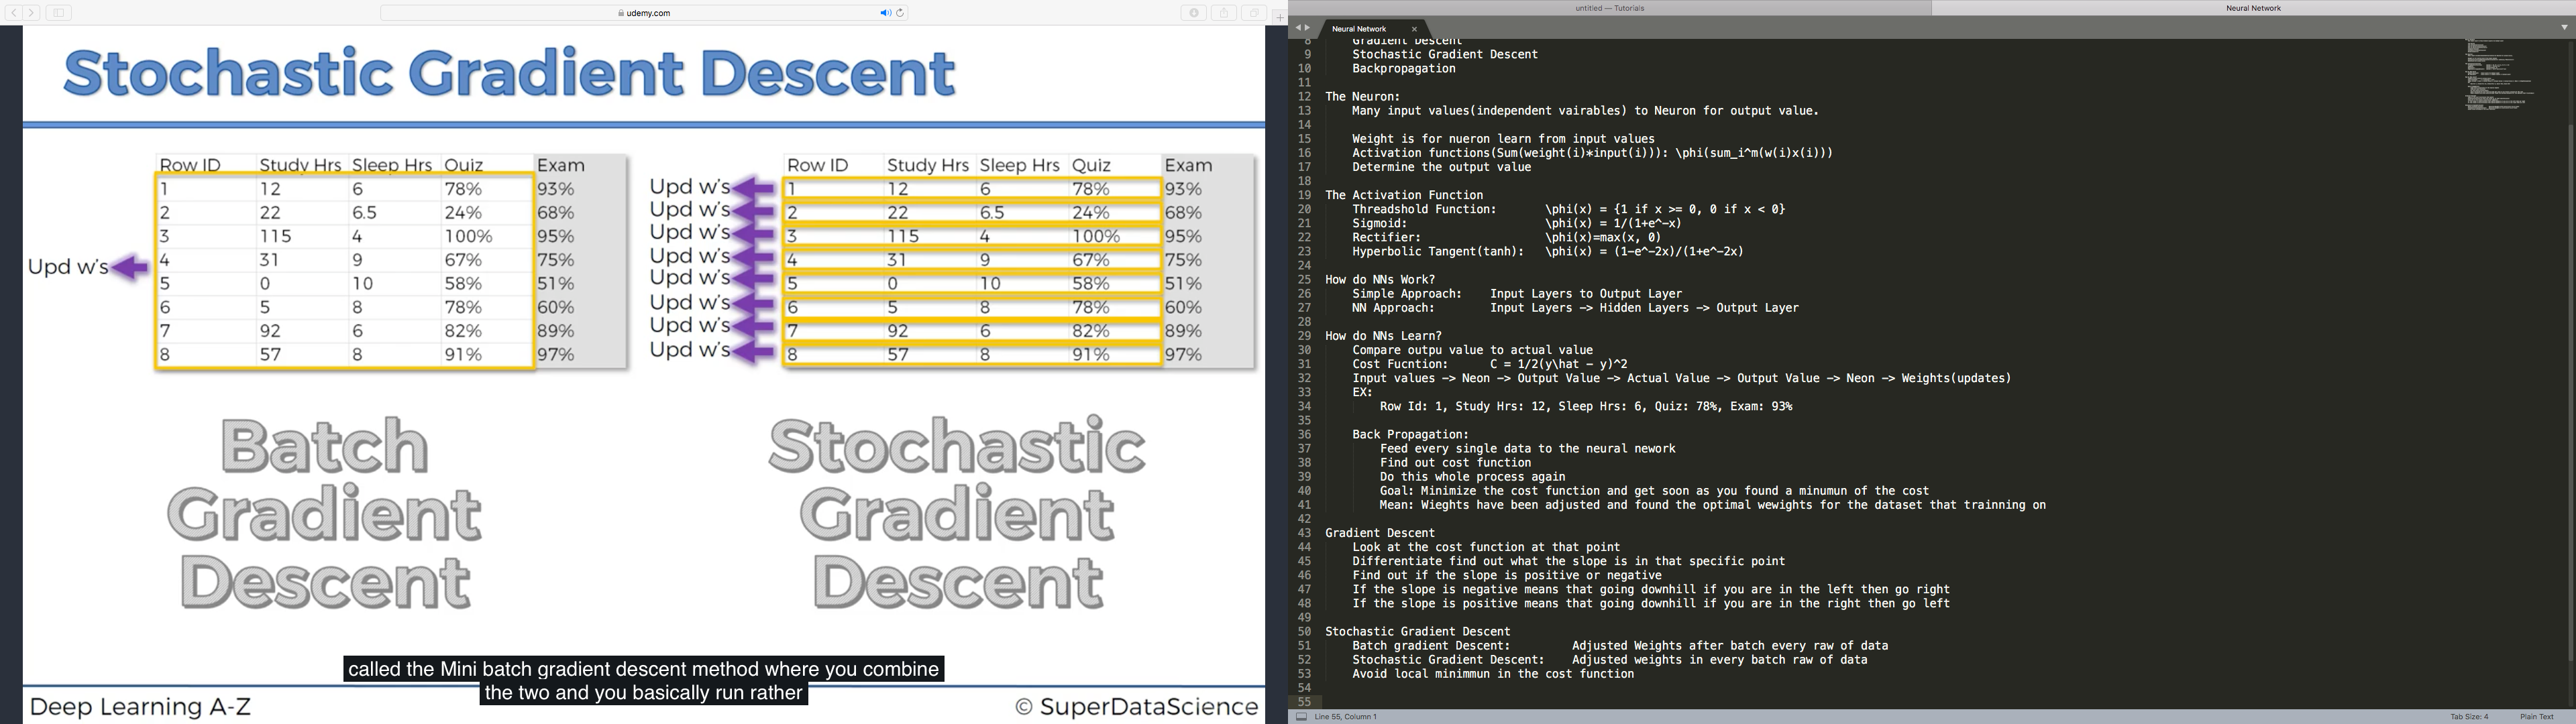 udemy.com
Stochastic Gradient Descent
Row ID Study Hrs Sleep Hrs Quiz Exam
1 12 6 78% 93%
2 22 6.5 24% 68%
3 115 4 100% 95%
4 31 9 67% 75%
5 0 10 58% 51%
6 5 8 78% 60%
7 92 6 82% 89%
8 57 8 91% 97%
Upd w's
Row ID Study Hrs Sleep Hrs Quiz Exam
Upd w's 1 12 6 78% 93%
Upd w's 2 22 6.5 24% 68%
Upd w's 3 115 4 100% 95%
Upd w's 4 31 9 67% 75%
Upd w's 5 0 10 58% 51%
Upd w's 6 5 8 78% 60%
Upd w's 7 92 6 82% 89%
Upd w's 8 57 8 91% 97%
Batch
Gradient
Descent
Stochastic
Gradient
Descent
called the Mini batch gradient descent method where you combine
the two and you basically run rather
Deep Learning A-Z
© SuperDataScience
untitled — Tutorials
Neural Network
Neural Network
8 Gradient Descent
9 Stochastic Gradient Descent
10 Backpropagation
11
12 The Neuron:
13 Many input values(independent vairables) to Neuron for output value.
14
15 Weight is for nueron learn from input values
16 Activation functions(Sum(weight(i)*input(i))): \phi(sum_i^m(w(i)x(i)))
17 Determine the output value
18
19 The Activation Function
20 Threadshold Function: \phi(x) = {1 if x >= 0, 0 if x < 0}
21 Sigmoid: \phi(x) = 1/(1+e^-x)
22 Rectifier: \phi(x)=max(x, 0)
23 Hyperbolic Tangent(tanh): \phi(x) = (1-e^-2x)/(1+e^-2x)
24
25 How do NNs Work?
26 Simple Approach: Input Layers to Output Layer
27 NN Approach: Input Layers -> Hidden Layers -> Output Layer
28
29 How do NNs Learn?
30 Compare outpu value to actual value
31 Cost Fucntion: C = 1/2(y\hat - y)^2
32 Input values -> Neon -> Output Value -> Actual Value -> Output Value -> Neon -> Weights(updates)
33 EX:
34 Row Id: 1, Study Hrs: 12, Sleep Hrs: 6, Quiz: 78%, Exam: 93%
35
36 Back Propagation:
37 Feed every single data to the neural nework
38 Find out cost function
39 Do this whole process again
40 Goal: Minimize the cost function and get soon as you found a minumun of the cost
41 Mean: Wieghts have been adjusted and found the optimal wewights for the dataset that trainning on
42
43 Gradient Descent
44 Look at the cost function at that point
45 Differentiate find out what the slope is in that specific point
46 Find out if the slope is positive or negative
47 If the slope is negative means that going downhill if you are in the left then go right
48 If the slope is positive means that going downhill if you are in the right then go left
49
50 Stochastic Gradient Descent
51 Batch gradient Descent: Adjusted Weights after batch every raw of data
52 Stochastic Gradient Descent: Adjusted weights in every batch raw of data
53 Avoid local minimmun in the cost function
54
55
Line 55, Column 1
Tab Size: 4
Plain Text